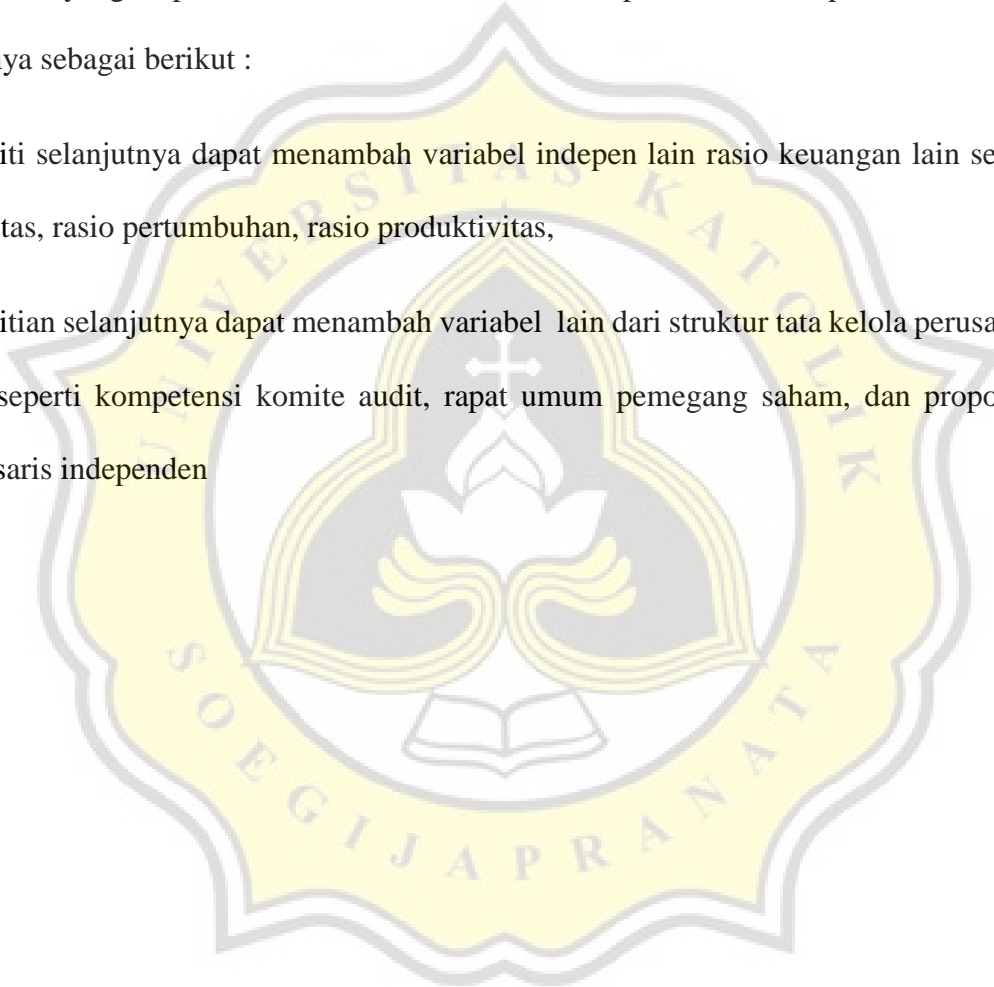 nya sebagai berikut :
iti selanjutnya dapat menambah variabel indepen lain rasio keuangan lain se
tas, rasio pertumbuhan, rasio produktivitas,
itian selanjutnya dapat menambah variabel lain dari struktur tata kelola perusa
seperti kompetensi komite audit, rapat umum pemegang saham, dan propo
saris independen
UNIVERSITAS KATOLIK
SOEGIJAPRANATA